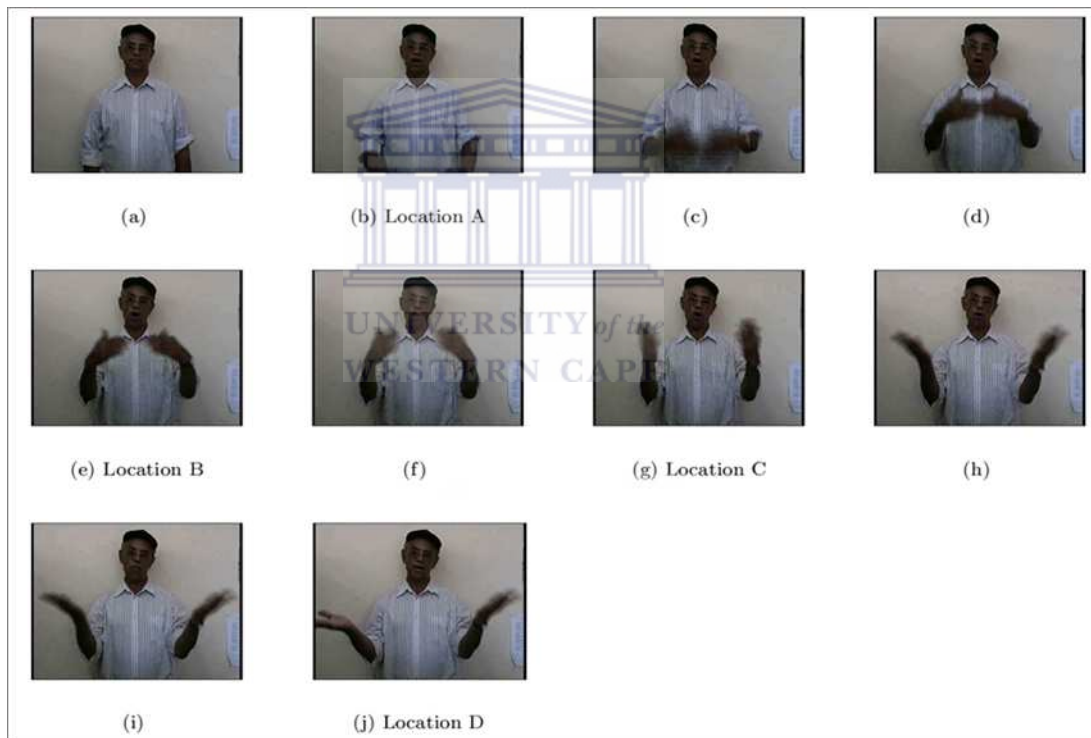 (a)
(b) Location A
(c)
(d)
UNIVERSITY of the
WESTERN CAPE
(e) Location B
(f)
(g) Location C
(h)
(i)
(j) Location D